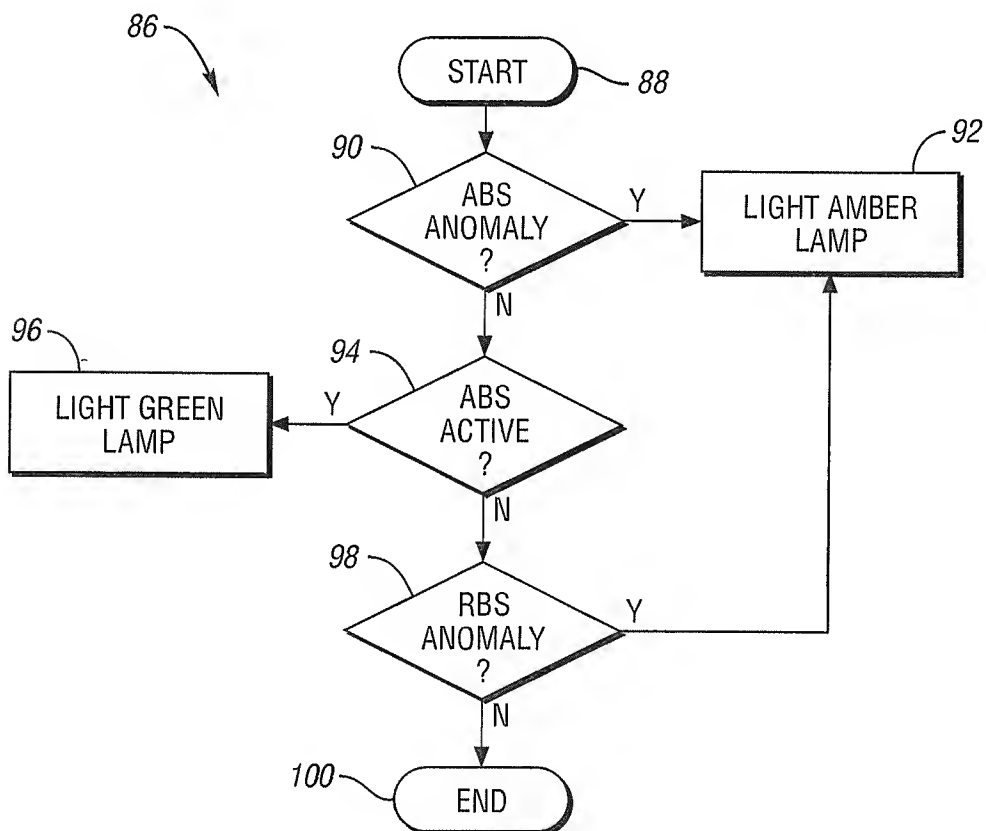 86
START
88
90
ABS
ANOMALY
?
Y
92
LIGHT AMBER
LAMP
N
96
LIGHT GREEN
LAMP
Y
94
ABS
ACTIVE
?
N
98
RBS
ANOMALY
?
Y
N
100
END